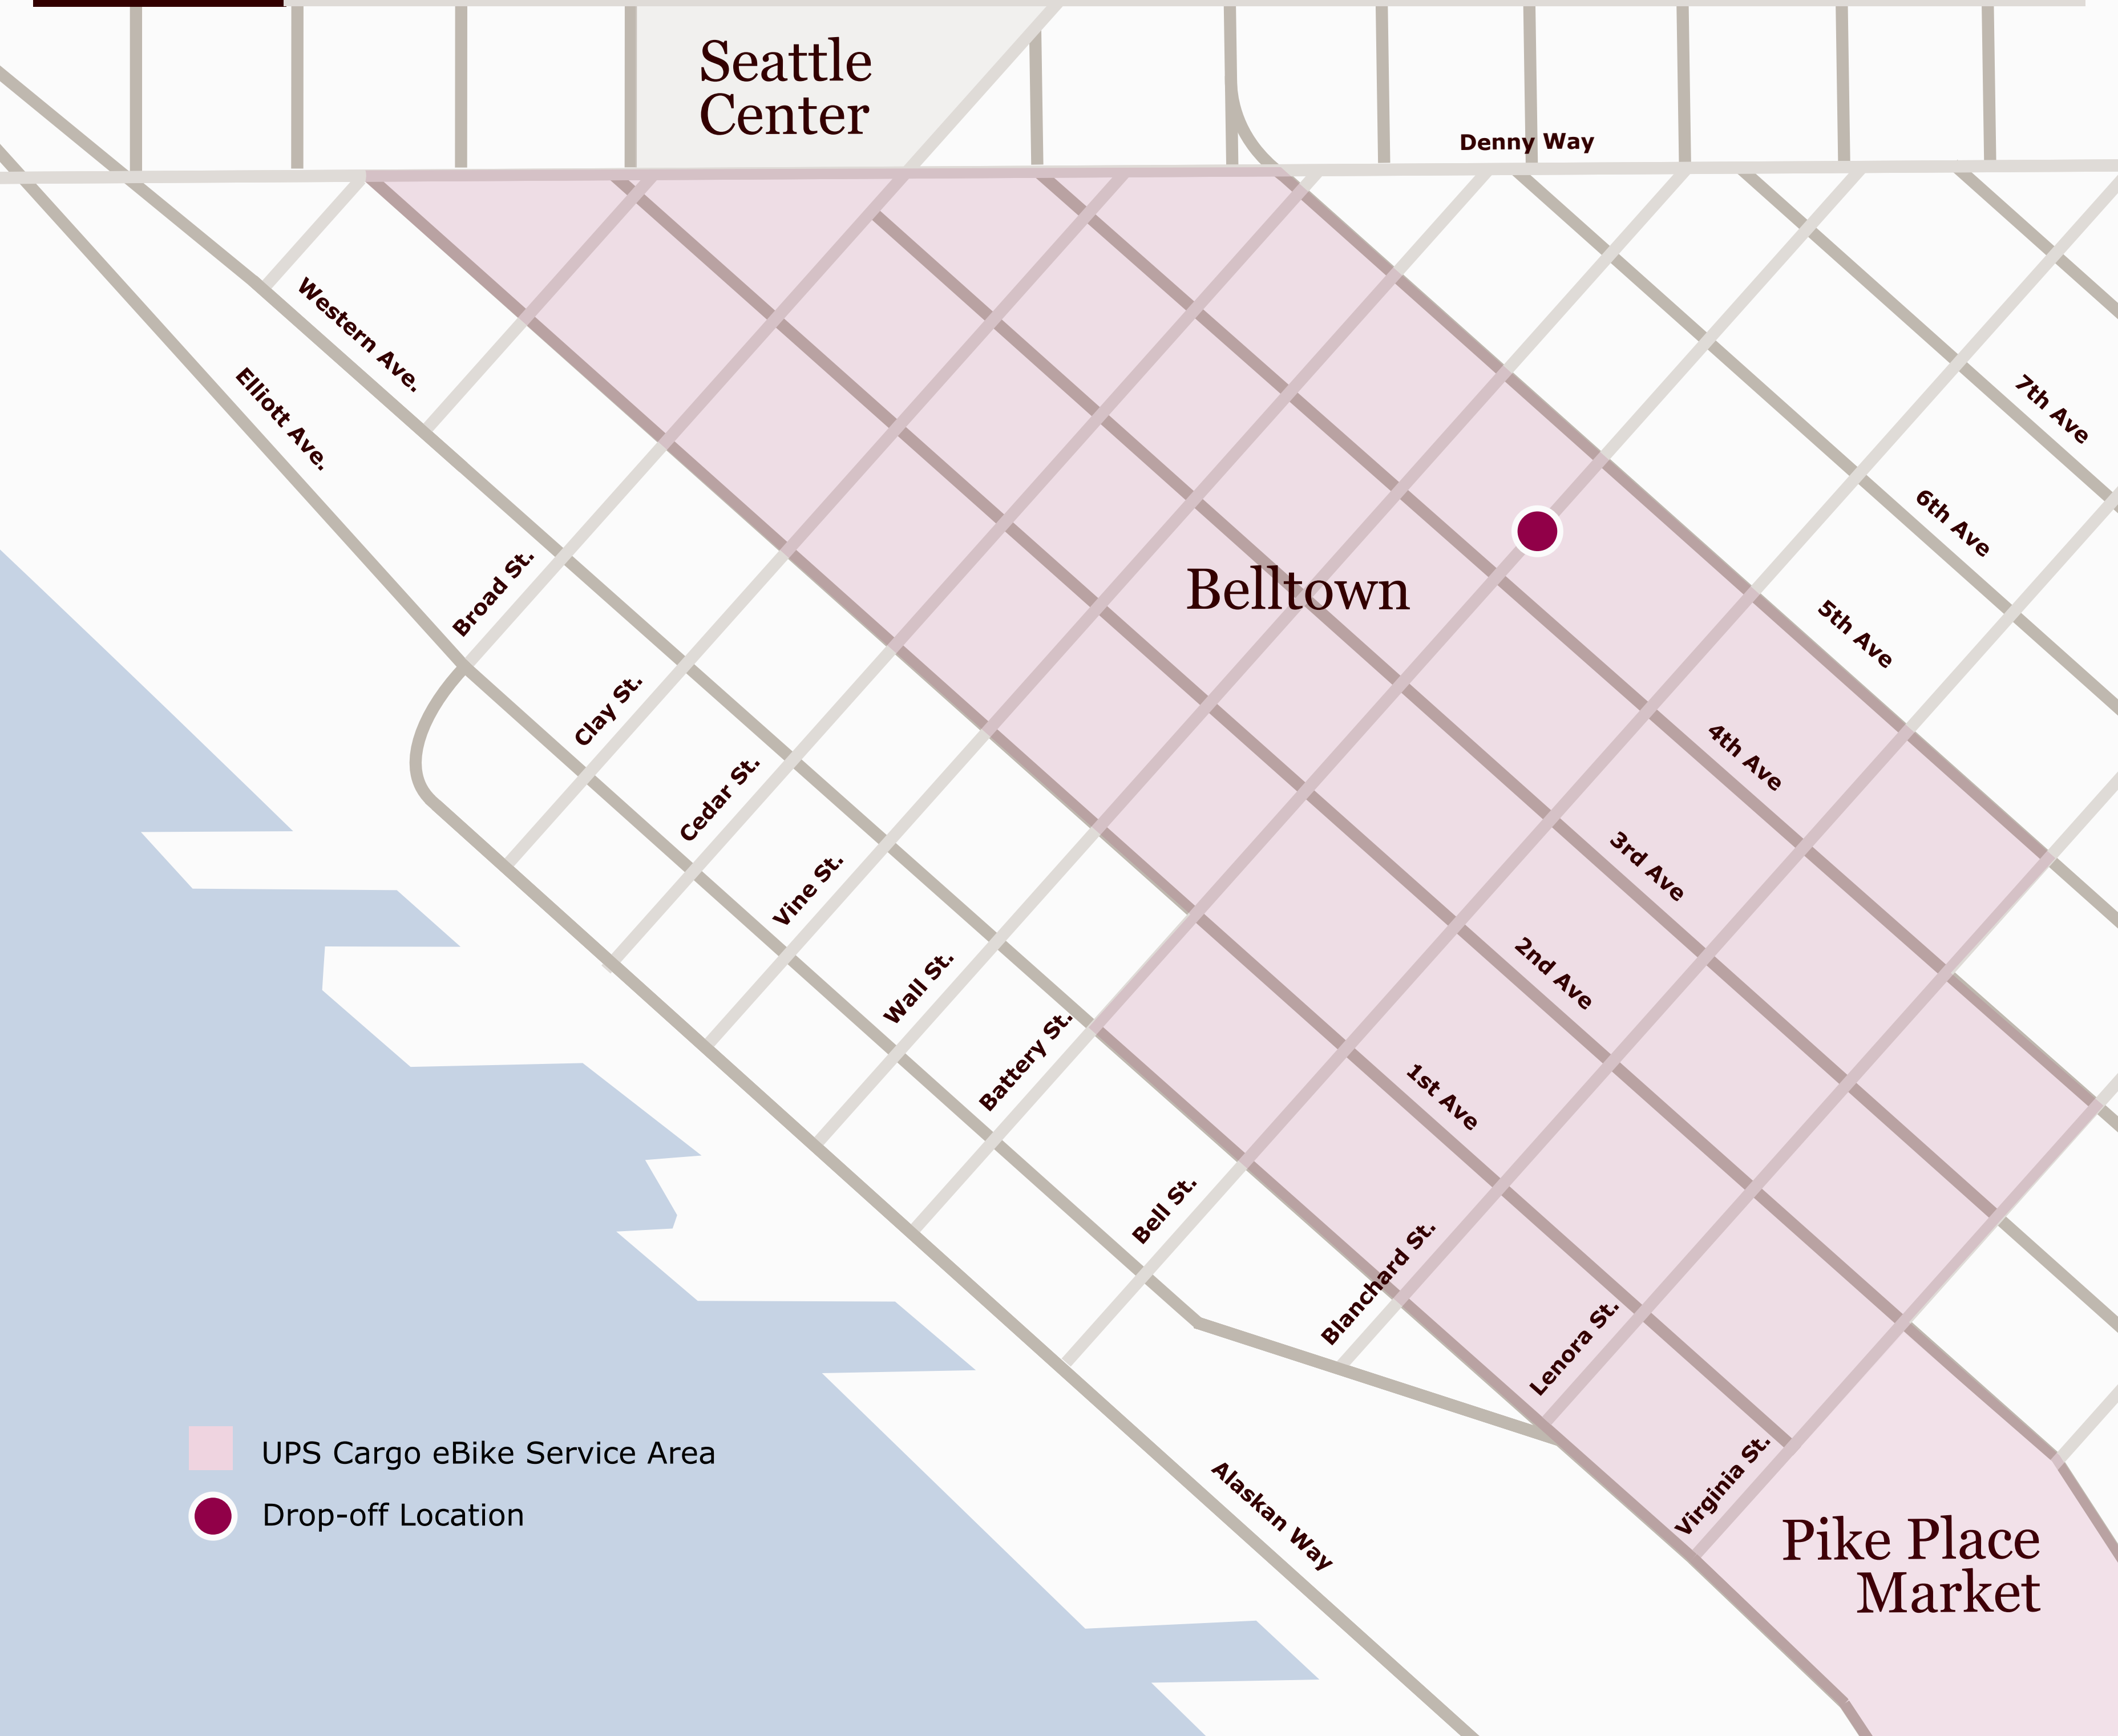 Seattle
Center
Denny Way
Western Ave.
Elliott Ave.
7th Ave
6th Ave
5th Ave
Belltown
Broad St.
Clay St.
4th Ave
Cedar St.
3rd Ave
Vine St.
2nd Ave
Wall St.
Battery St.
1st Ave
Bell St.
Blanchard St.
Lenora St.
Virginia St.
UPS Cargo eBike Service Area
Drop-off Location
Alaskan Way
Pike Place
Market